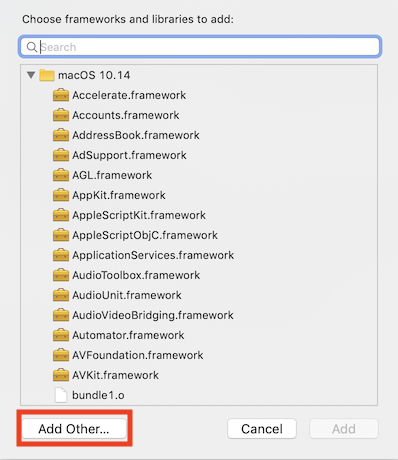 Choose frameworks and libraries to add:
Search
macOS 10.14
Accelerate.framework
Accounts.framework
AddressBook.framework
AdSupport.framework
AGL.framework
AppKit.framework
AppleScriptKit.framework
AppleScriptObjC.framework
ApplicationServices.framework
AudioToolbox.framework
AudioUnit.framework
AudioVideoBridging.framework
Automator.framework
AVFoundation.framework
AVKit.framework
bundle1.o
Add Other... Cancel Add